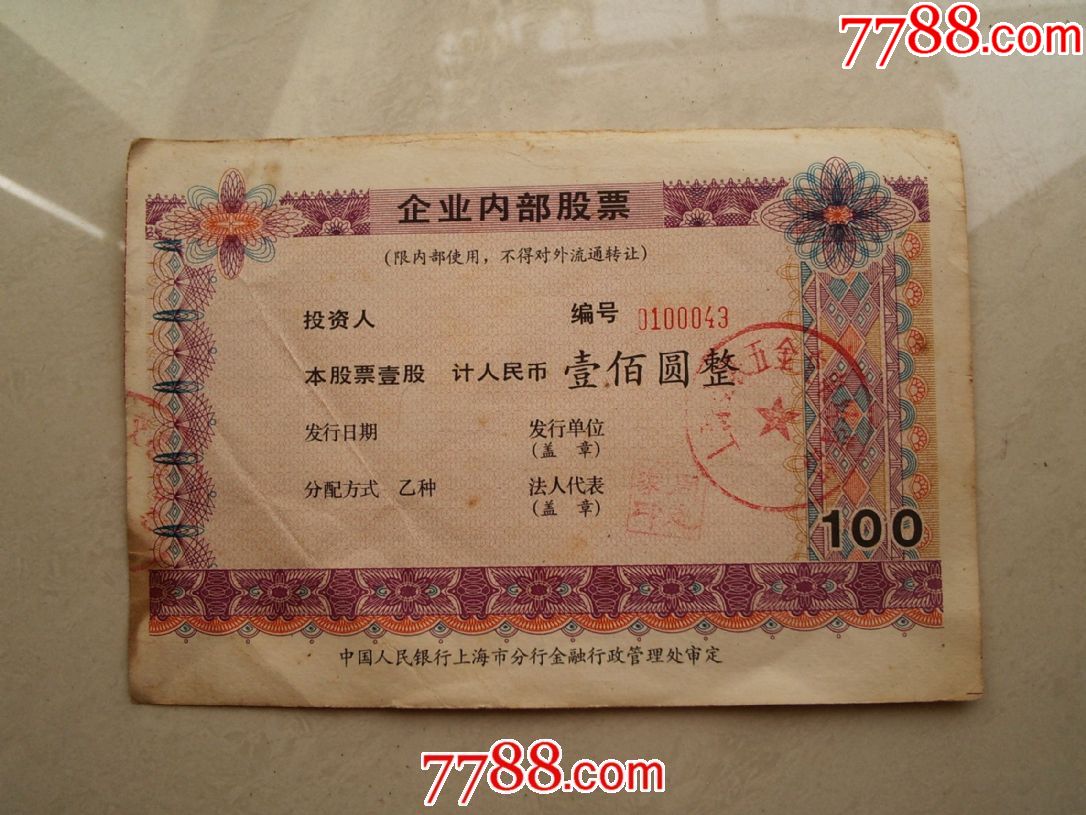 7788.com
企业内部股票
(限内部使用，不得对外流通转让)
投资人 编号 0100043
本股票壹股 计人民币 壹佰圆整
五金
发行日期 发行单位
(盖 章)
分配方式 乙种 法人代表
(盖 章)
100
中国人民银行上海市分行金融行政管理处审定
7788.com